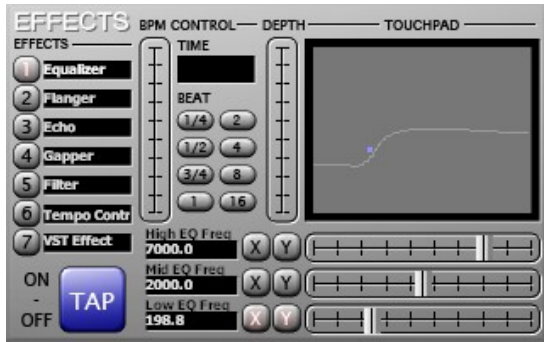 EFFECTS
BPM CONTROL
DEPTH
TOUCHPAD
EFFECTS
1 Equalizer
2 Flanger
3 Echo
4 Gapper
5 Filter
6 Tempo Contr
7 VST Effect
ON
-
OFF
TAP
TIME
BEAT
1/4 2
1/2 4
3/4 8
1 16
High EQ Freq
7000.0 X Y
Mid EQ Freq
2000.0 X Y
Low EQ Freq
198.8 X Y